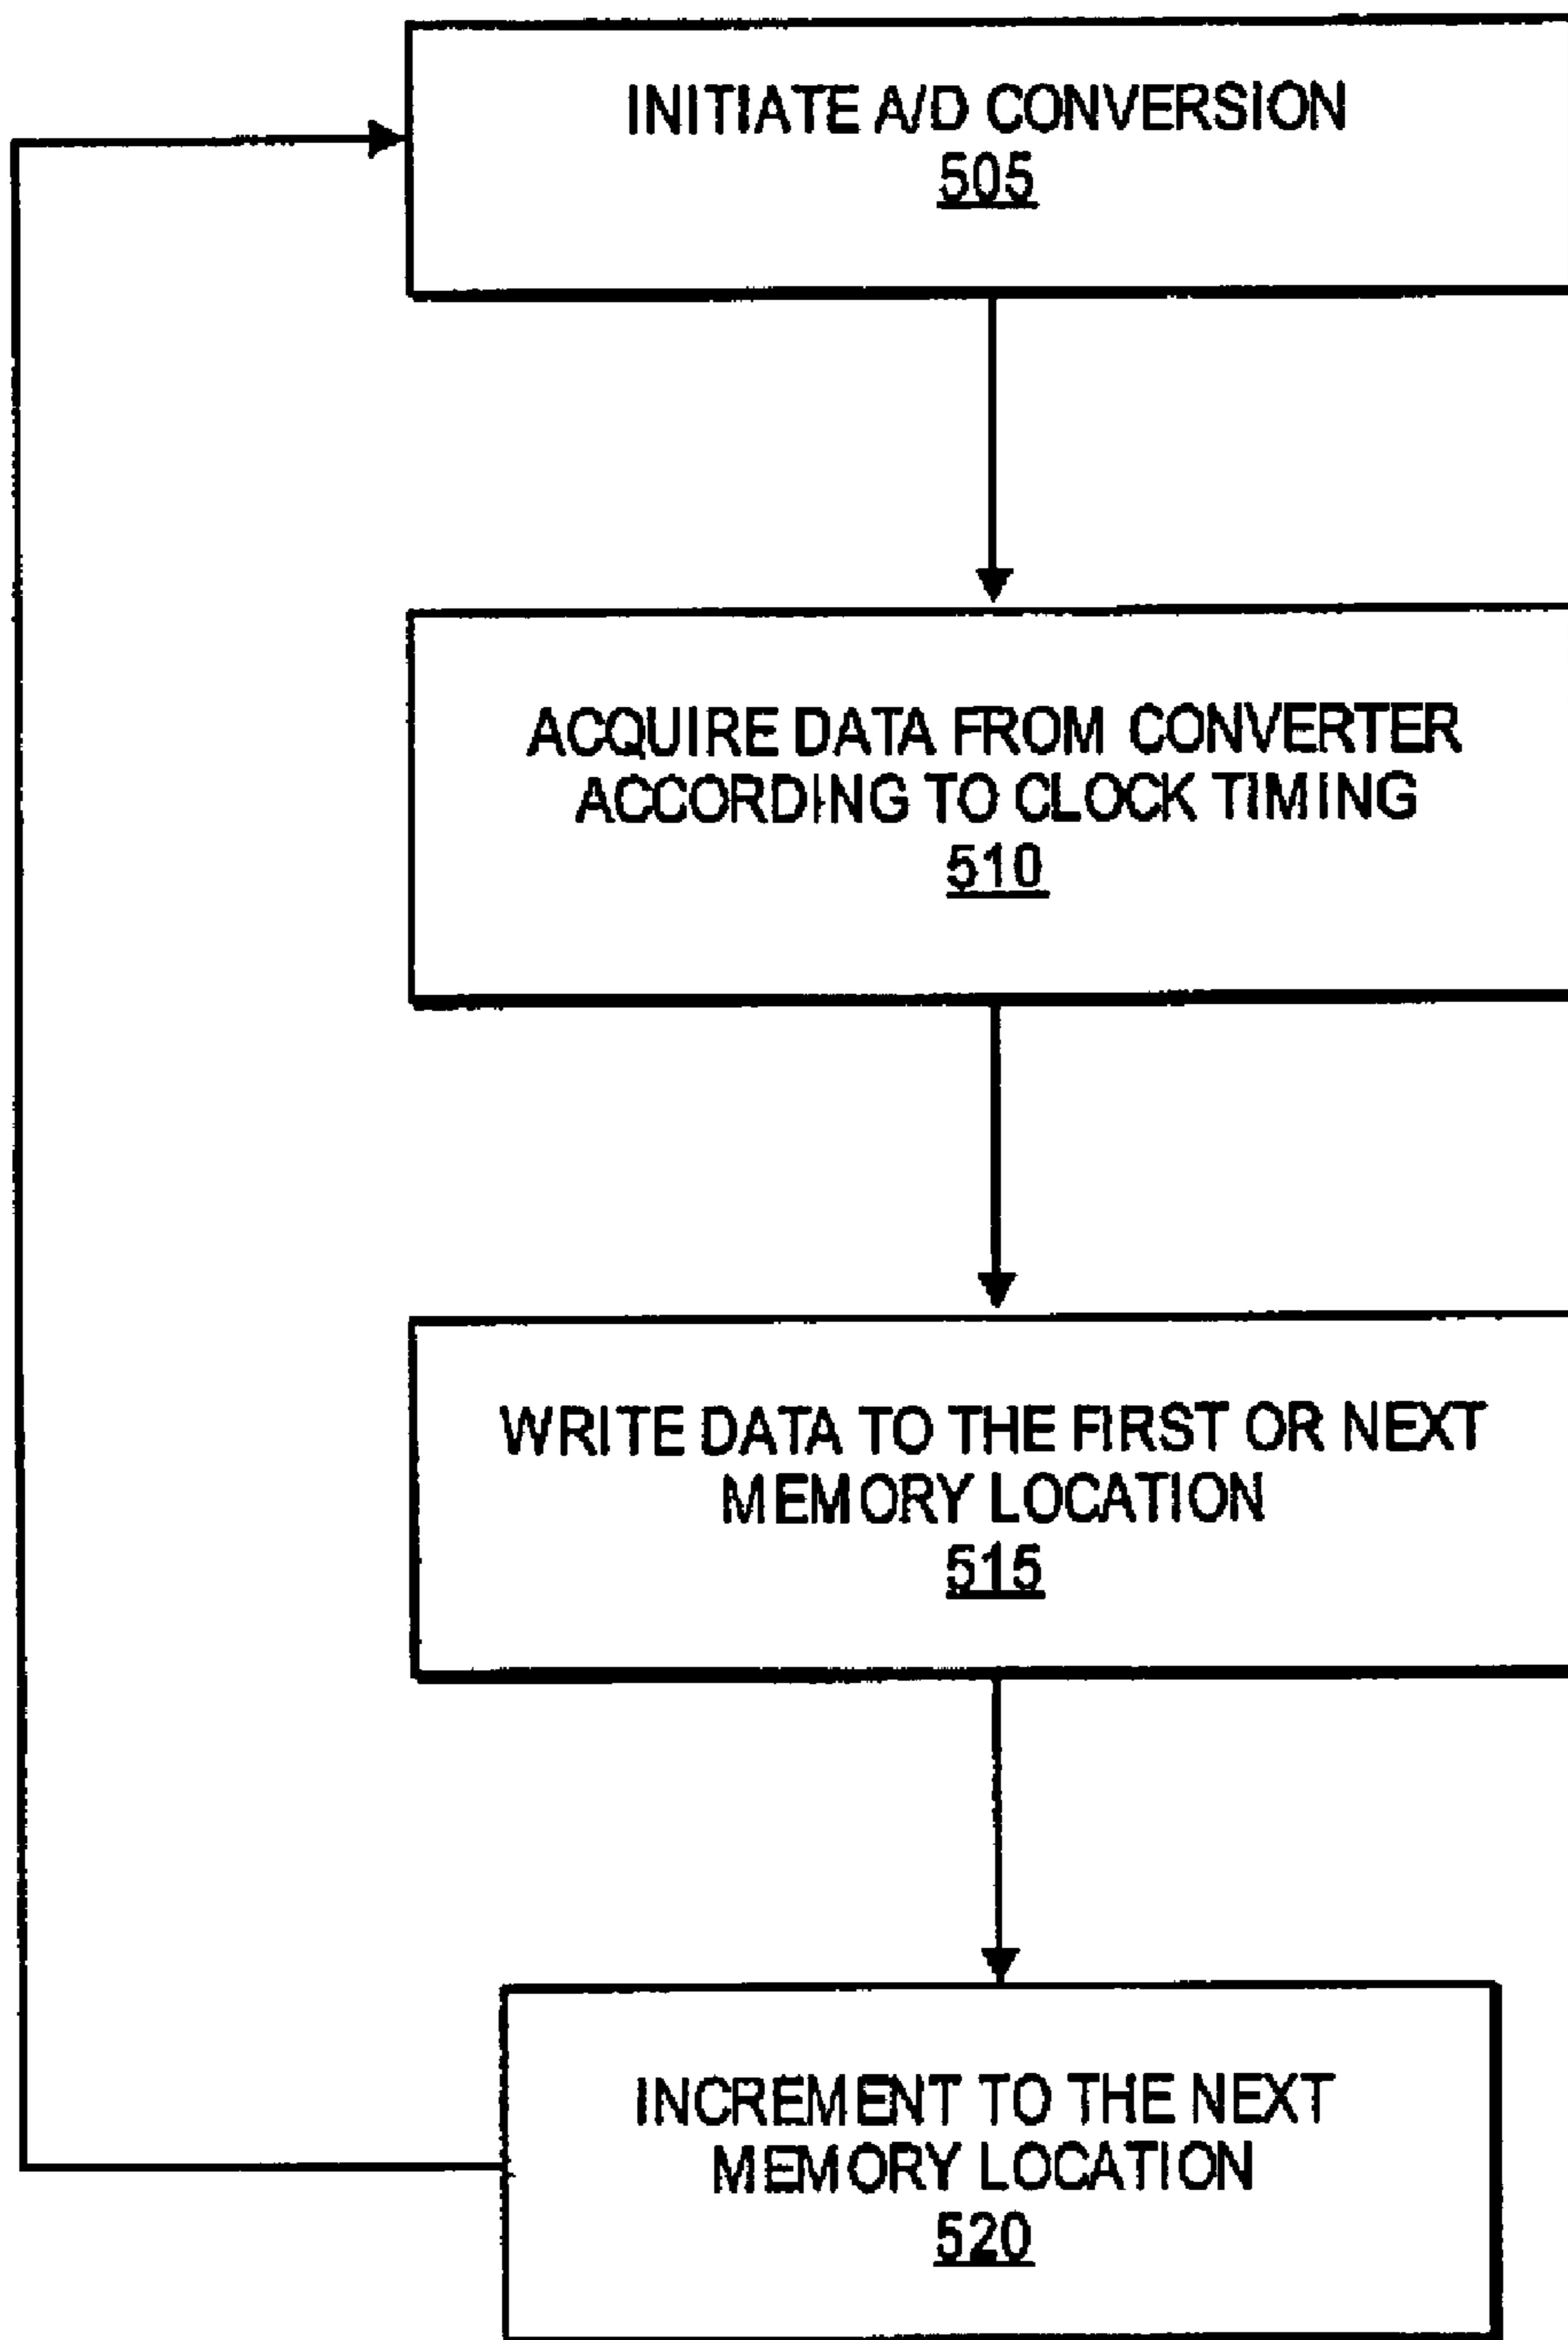 INITIATE A/D CONVERSION
505
ACQUIRE DATA FROM CONVERTER
ACCORDING TO CLOCK TIMING
510
WRITE DATA TO THE FIRST OR NEXT
MEMORY LOCATION
515
INCREMENT TO THE NEXT
MEMORY LOCATION
520